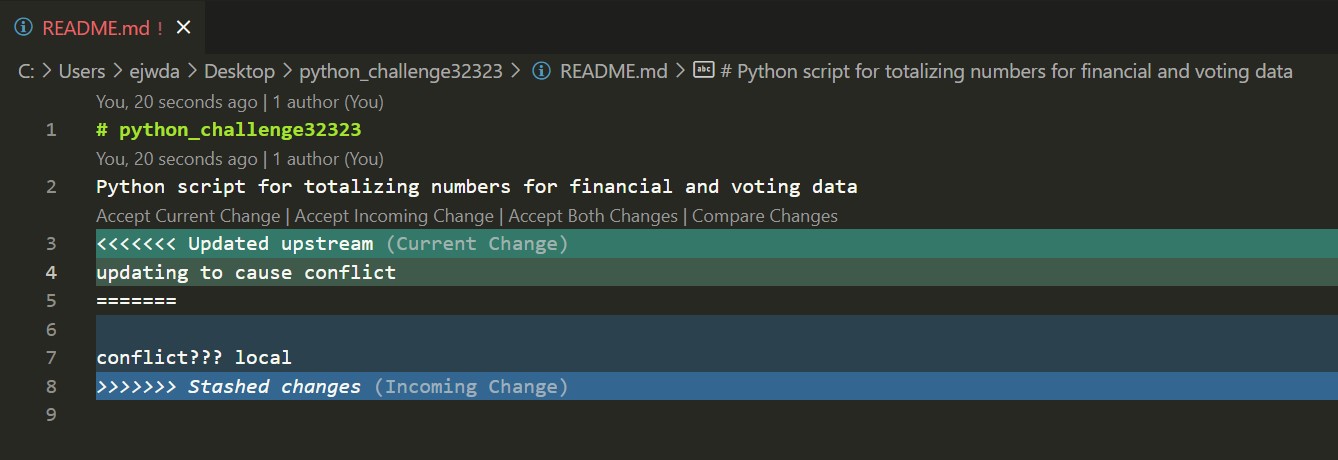 README.md !
C: > Users > ejwda > Desktop > python_challenge32323 > README.md > # Python script for totalizing numbers for financial and voting data
You, 20 seconds ago | 1 author (You)
1 # python_challenge32323
You, 20 seconds ago | 1 author (You)
2 Python script for totalizing numbers for financial and voting data
Accept Current Change | Accept Incoming Change | Accept Both Changes | Compare Changes
3 <<<<<<< Updated upstream (Current Change)
4 updating to cause conflict
5 =======
6
7 conflict??? local
8 >>>>>>> Stashed changes (Incoming Change)
9